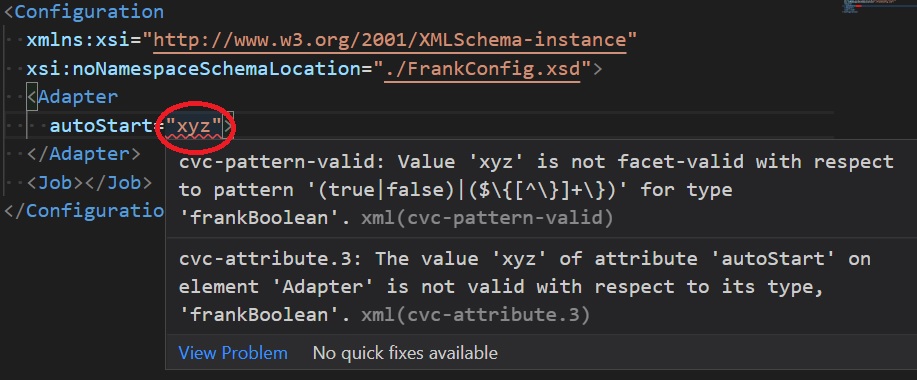 <Configuration
xmlns:xsi="http://www.w3.org/2001/XMLSchema-instance"
xsi:noNamespaceSchemaLocation="./FrankConfig.xsd">
<Adapter
autoStart="xyz">
</Adapter>
<Job></Job>
</Configuratio
cvc-pattern-valid: Value 'xyz' is not facet-valid with respect
to pattern '(true|false)|($\{[^\}]+\})' for type
'frankBoolean'. xml(cvc-pattern-valid)
cvc-attribute.3: The value 'xyz' of attribute 'autoStart' on
element 'Adapter' is not valid with respect to its type,
'frankBoolean'. xml(cvc-attribute.3)
View Problem No quick fixes available